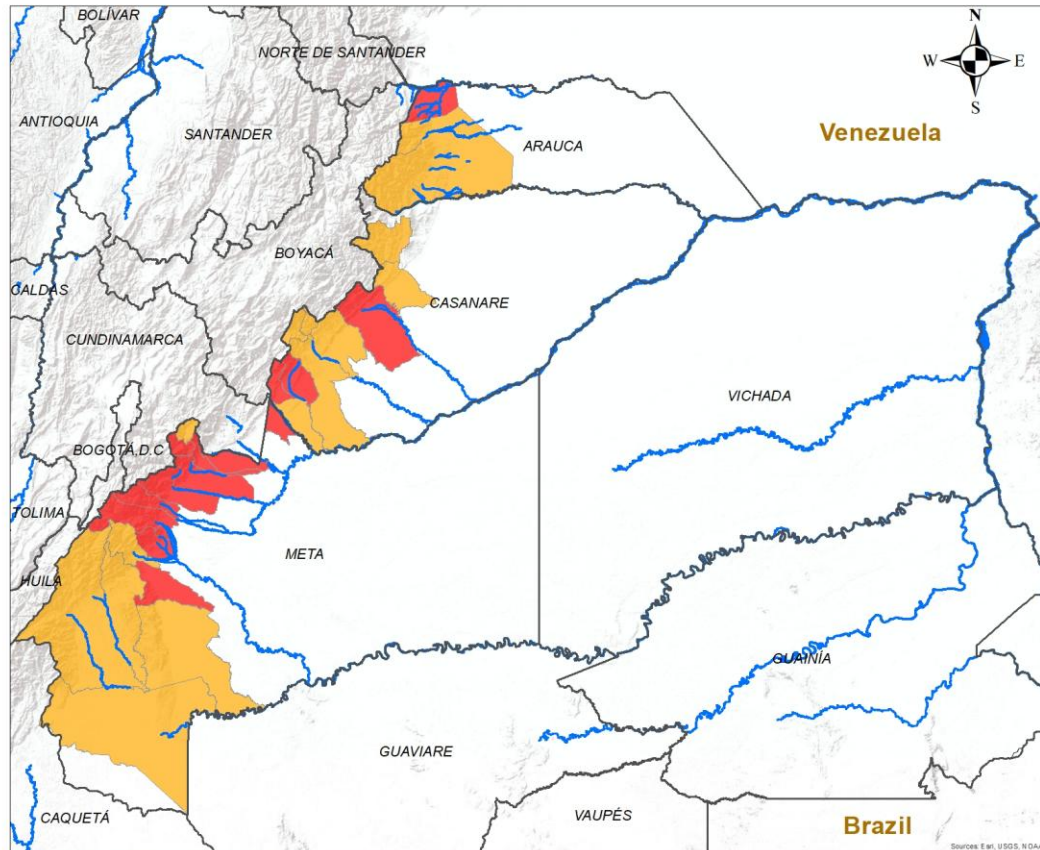 BOLÍVAR
NORTE DE SANTANDER
N
W E
S
ANTIOQUIA
SANTANDER
ARAUCA
Venezuela
BOYACÁ
CALDAS
CASANARE
CUNDINAMARCA
VICHADA
BOGOTÁ,D.C
TOLIMA
META
HUILA
GUAINÍA
GUAVIARE
CAQUETÁ
VAUPÉS
Brazil
Sources: Esri, USGS, NOAA